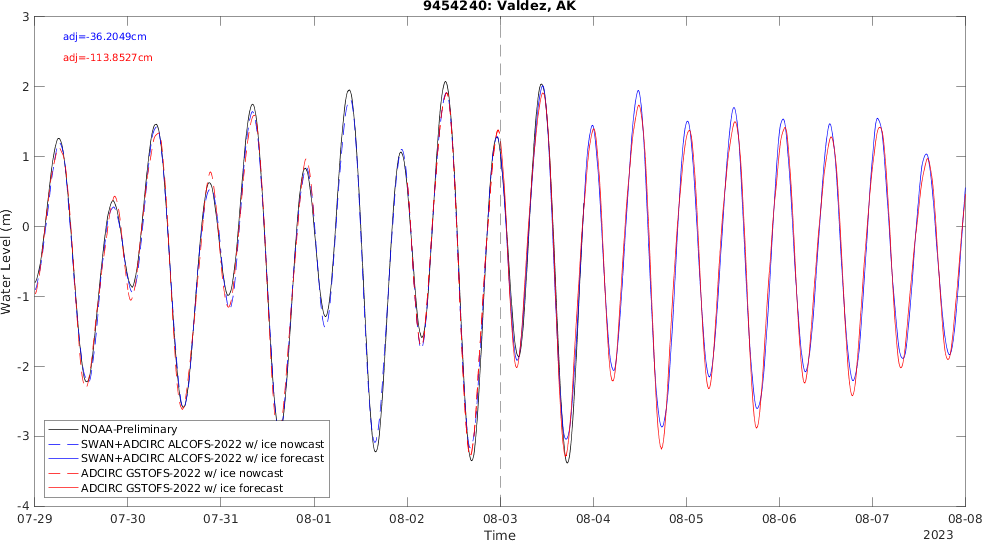 9454240: Valdez, AK
adj=-36.2049cm
adj=-113.8527cm
3
2
1
0
-1
-2
-3
-4
Water Level (m)
NOAA-Preliminary
SWAN+ADCIRC ALCOFS-2022 w/ ice nowcast
SWAN+ADCIRC ALCOFS-2022 w/ ice forecast
ADCIRC GSTOFS-2022 w/ ice nowcast
ADCIRC GSTOFS-2022 w/ ice forecast
07-29 07-30 07-31 08-01 08-02 08-03 08-04 08-05 08-06 08-07 08-08
Time
2023